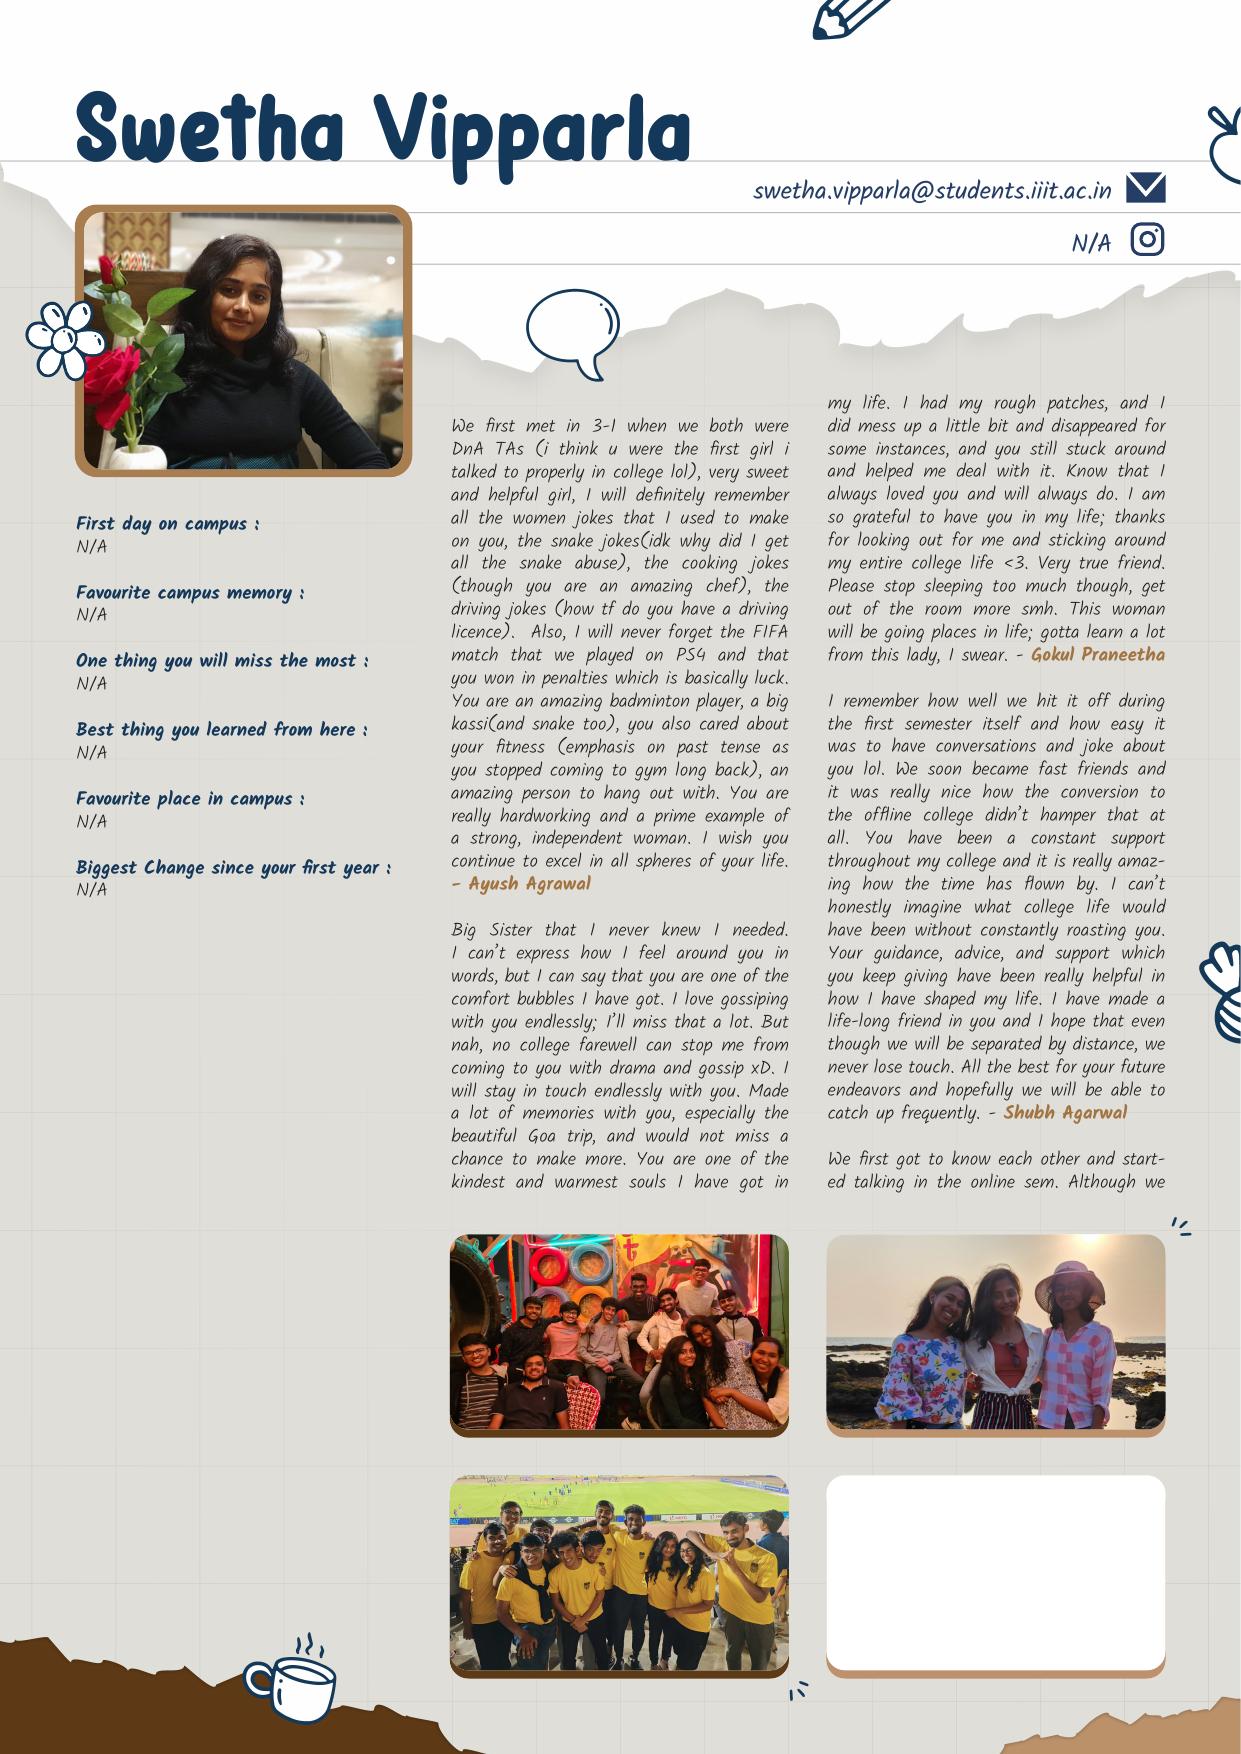 Swetha Vipparla
swetha.vipparla@students.iiit.ac.in
N/A
First day on campus :
N/A
Favourite campus memory :
N/A
One thing you will miss the most :
N/A
Best thing you learned from here :
N/A
Favourite place in campus :
N/A
Biggest Change since your first year :
N/A
We first met in 3-1 when we both were
DnA TAs (i think u were the first girl i
talked to properly in college lol), very sweet
and helpful girl, I will definitely remember
all the women jokes that I used to make
on you, the snake jokes(idk why did I get
all the snake abuse), the cooking jokes
(though you are an amazing chef), the
driving jokes (how tf do you have a driving
licence).  Also, I will never forget the FIFA
match that we played on PS4 and that
you won in penalties which is basically luck.
You are an amazing badminton player, a big
kassi(and snake too), you also cared about
your fitness (emphasis on past tense as
you stopped coming to gym long back), an
amazing person to hang out with. You are
really hardworking and a prime example of
a strong, independent woman. I wish you
continue to excel in all spheres of your life.
- Ayush Agrawal
Big Sister that I never knew I needed.
I can't express how I feel around you in
words, but I can say that you are one of the
comfort bubbles I have got. I love gossiping
with you endlessly; I'll miss that a lot. But
nah, no college farewell can stop me from
coming to you with drama and gossip xD. I
will stay in touch endlessly with you. Made
a lot of memories with you, especially the
beautiful Goa trip, and would not miss a
chance to make more. You are one of the
kindest and warmest souls I have got in
my life. I had my rough patches, and I
did mess up a little bit and disappeared for
some instances, and you still stuck around
and helped me deal with it. Know that I
always loved you and will always do. I am
so grateful to have you in my life; thanks
for looking out for me and sticking around
my entire college life <3. Very true friend.
Please stop sleeping too much though, get
out of the room more smh. This woman
will be going places in life; gotta learn a lot
from this lady, I swear. - Gokul Praneetha
I remember how well we hit it off during
the first semester itself and how easy it
was to have conversations and joke about
you lol. We soon became fast friends and
it was really nice how the conversion to
the offline college didn't hamper that at
all. You have been a constant support
throughout my college and it is really amaz-
ing how the time has flown by. I can't
honestly imagine what college life would
have been without constantly roasting you.
Your guidance, advice, and support which
you keep giving have been really helpful in
how I have shaped my life. I have made a
life-long friend in you and I hope that even
though we will be separated by distance, we
never lose touch. All the best for your future
endeavors and hopefully we will be able to
catch up frequently. - Shubh Agarwal
We first got to know each other and start-
ed talking in the online sem. Although we